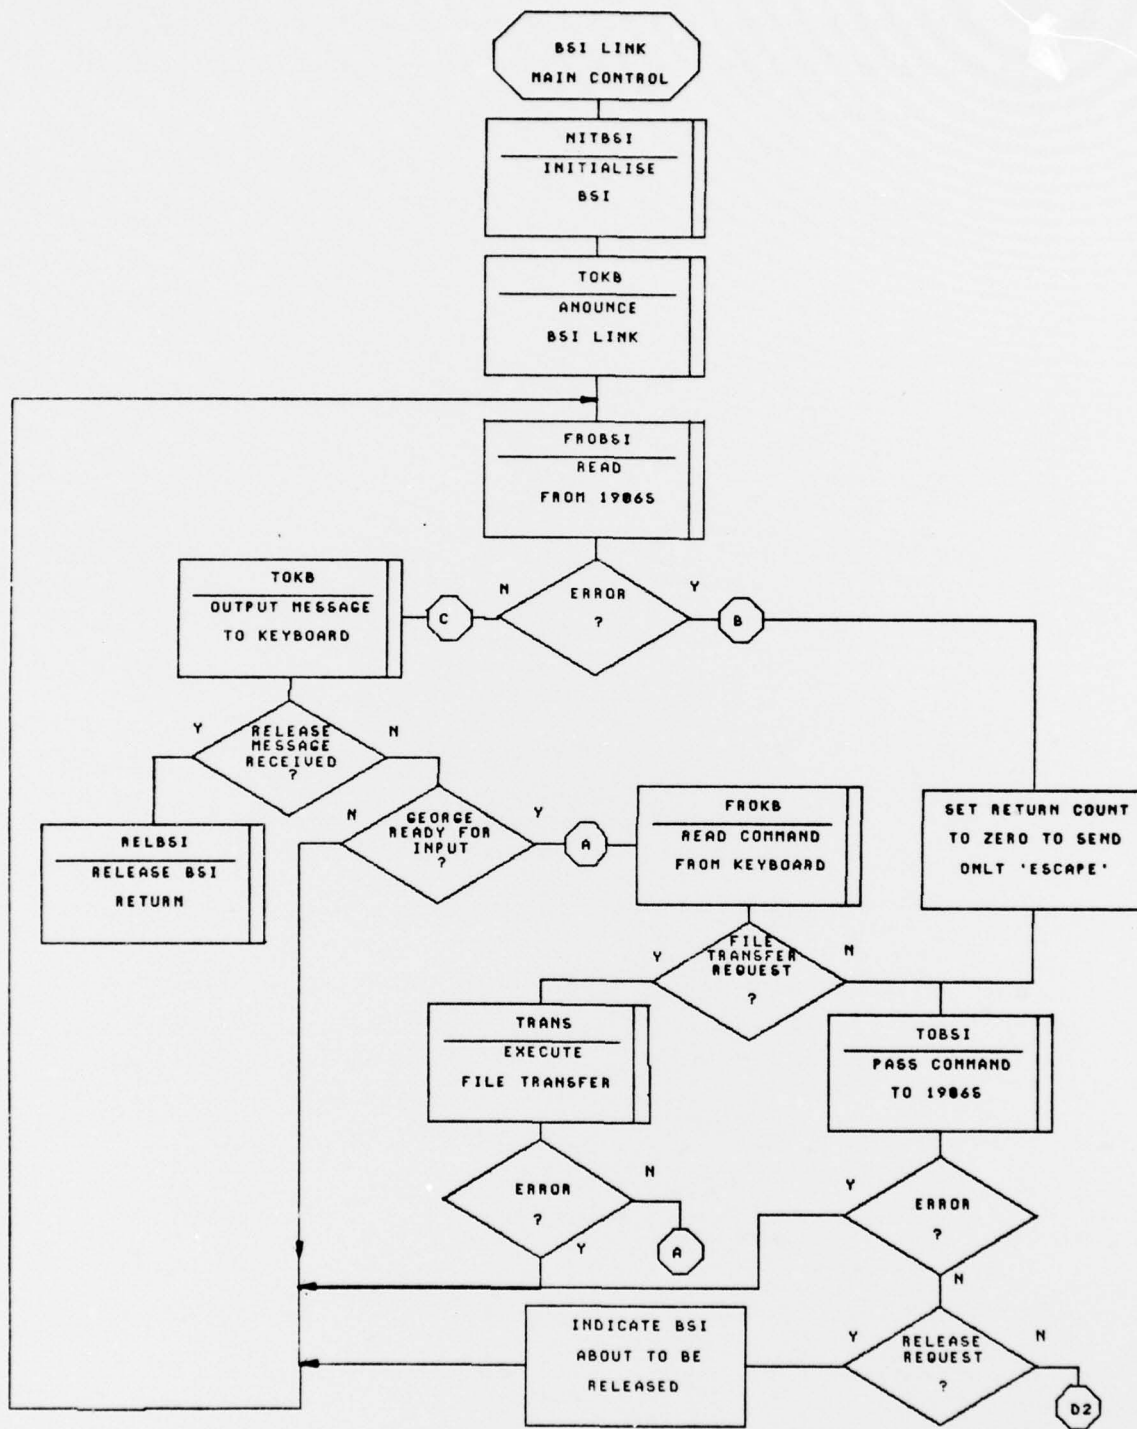 BSI LINK
MAIN CONTROL
NITBSI
INITIALISE
BSI
TOKB
ANOUNCE
BSI LINK
FROBSI
READ
FROM 1906S
TOKB
OUTPUT MESSAGE
TO KEYBOARD
C
N
ERROR
?
Y
B
Y
RELEASE
MESSAGE
RECEIVED
?
N
RELBSI
RELEASE BSI
RETURN
N
GEORGE
READY FOR
INPUT
?
Y
A
FROKB
READ COMMAND
FROM KEYBOARD
SET RETURN COUNT
TO ZERO TO SEND
ONLT 'ESCAPE'
Y
FILE
TRANSFER
REQUEST
?
N
TRANS
EXECUTE
FILE TRANSFER
TOBSI
PASS COMMAND
TO 1906S
ERROR
?
N
Y
A
Y
ERROR
?
N
INDICATE BSI
ABOUT TO BE
RELEASED
Y
RELEASE
REQUEST
?
N
D2